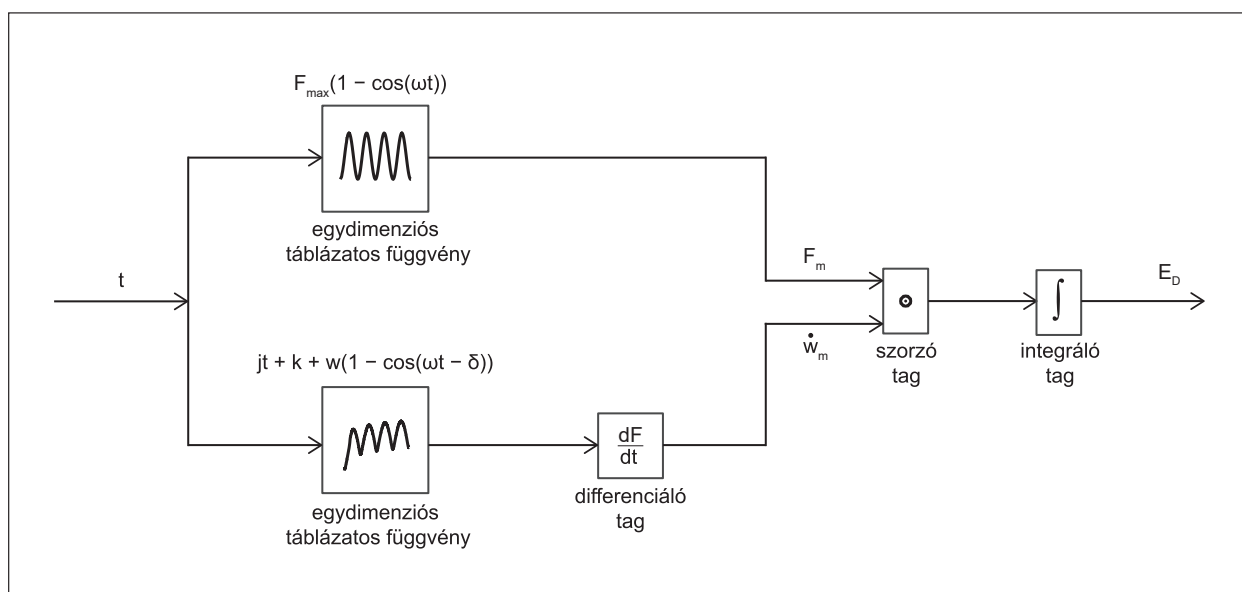 F_max(1 − cos(ωt))
egydimenziós
táblázatos függvény
t
jt + k + w(1 − cos(ωt − δ))
egydimenziós
táblázatos függvény
dF
dt
differenciáló
tag
F_m
ẇ_m
szorzó
tag
∫
integráló
tag
E_D